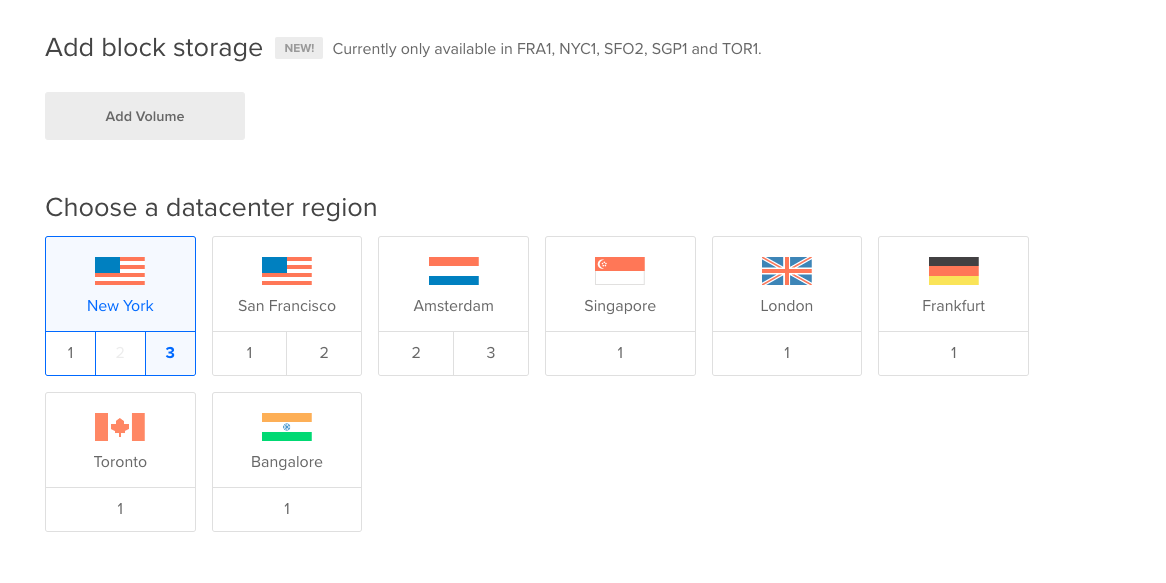 Add block storage NEW! Currently only available in FRA1, NYC1, SFO2, SGP1 and TOR1.
Add Volume
Choose a datacenter region
New York San Francisco Amsterdam Singapore London Frankfurt
1 2 3 1 2 2 3 1 1 1
Toronto Bangalore
1 1